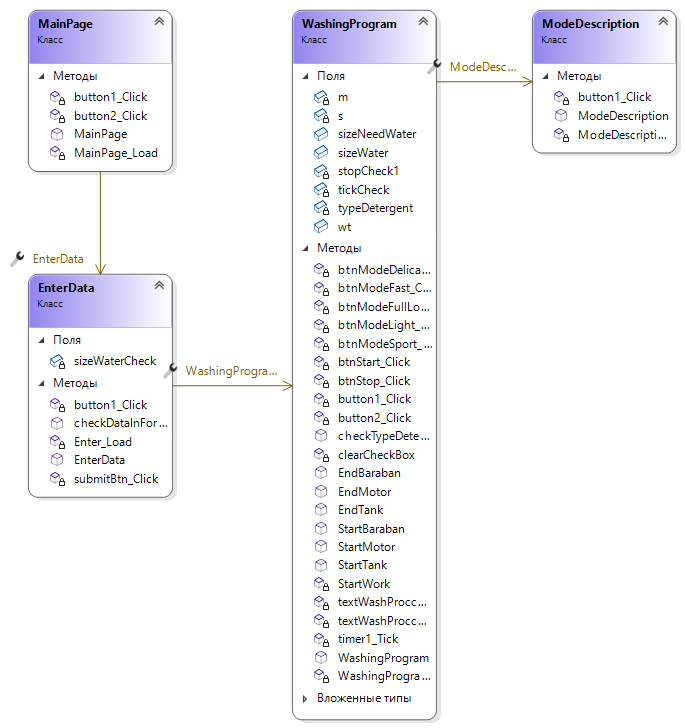 MainPage
Класс
Методы
button1_Click
button2_Click
MainPage
MainPage_Load
EnterData
EnterData
Класс
Поля
sizeWaterCheck
Методы
button1_Click
checkDataInFor...
Enter_Load
EnterData
submitBtn_Click
WashingProgra...
WashingProgram
Класс
Поля
m
s
sizeNeedWater
sizeWater
stopCheck1
tickCheck
typeDetergent
wt
Методы
btnModeDelica...
btnModeFast_C...
btnModeFullLo...
btnModeLight_...
btnModeSport_...
btnStart_Click
btnStop_Click
button1_Click
button2_Click
checkTypeDete...
clearCheckBox
EndBaraban
EndMotor
EndTank
StartBaraban
StartMotor
StartTank
StartWork
textWashProcc...
textWashProcc...
timer1_Tick
WashingProgram
WashingProgra...
Вложенные типы
ModeDesc...
ModeDescription
Класс
Методы
button1_Click
ModeDescription
ModeDescripti...